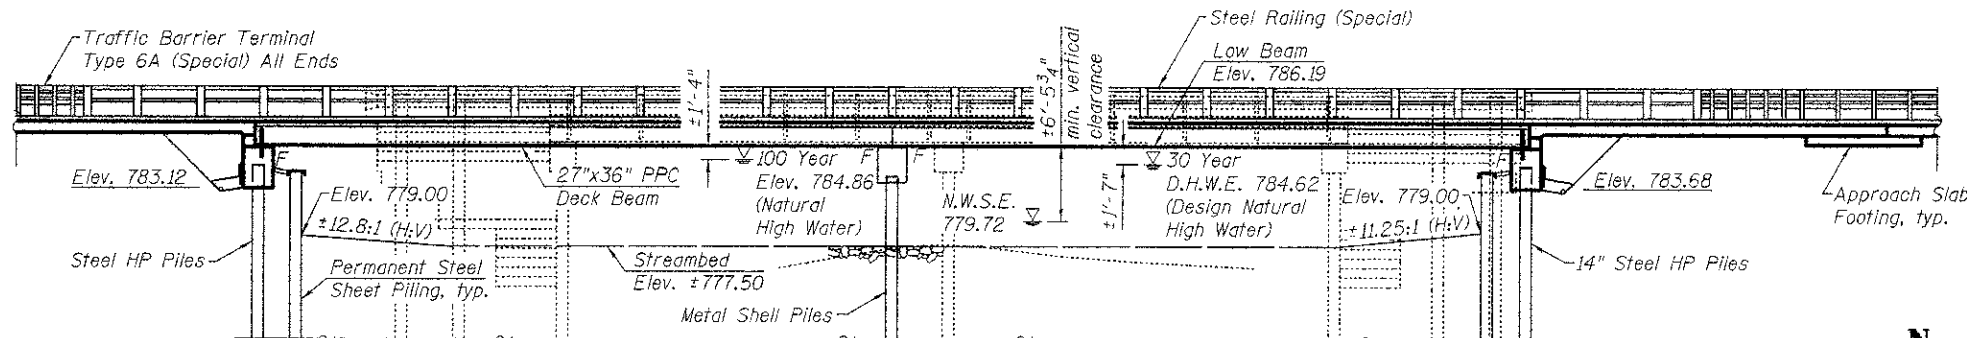 Traffic Barrier Terminal
Type 6A (Special) All Ends
±1'-4"
±6'-5 3/4"
min. vertical
clearance
Steel Railing (Special)
Low Beam
Elev. 786.19
Elev. 783.12
F
Elev. 779.00
±12.8:1 (H:V)
27"x36" PPC
Deck Beam
100 Year
Elev. 784.86
(Natural
High Water)
F
F
N.W.S.E.
779.72
±1'-7"
30 Year
D.H.W.E. 784.62
(Design Natural
High Water)
Elev. 779.00
±11.25:1 (H:V)
F
Elev. 783.68
Approach Slab
Footing, typ.
Steel HP Piles
Permanent Steel
Sheet Piling, typ.
Streambed
Elev. ±777.50
Metal Shell Piles
14" Steel HP Piles